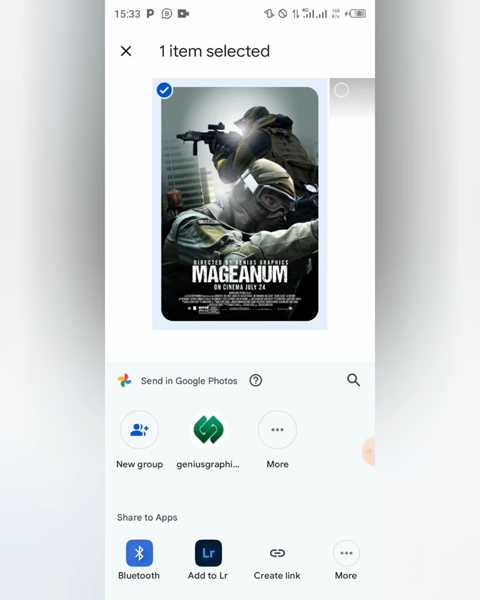 15:33
1 item selected
DIRECTED BY GENIUS GRAPHICS
MAGEANUM
ON CINEMA JULY 24
Send in Google Photos
New group
geniusgraphi...
More
Share to Apps
Lr
Bluetooth
Add to Lr
Create link
More